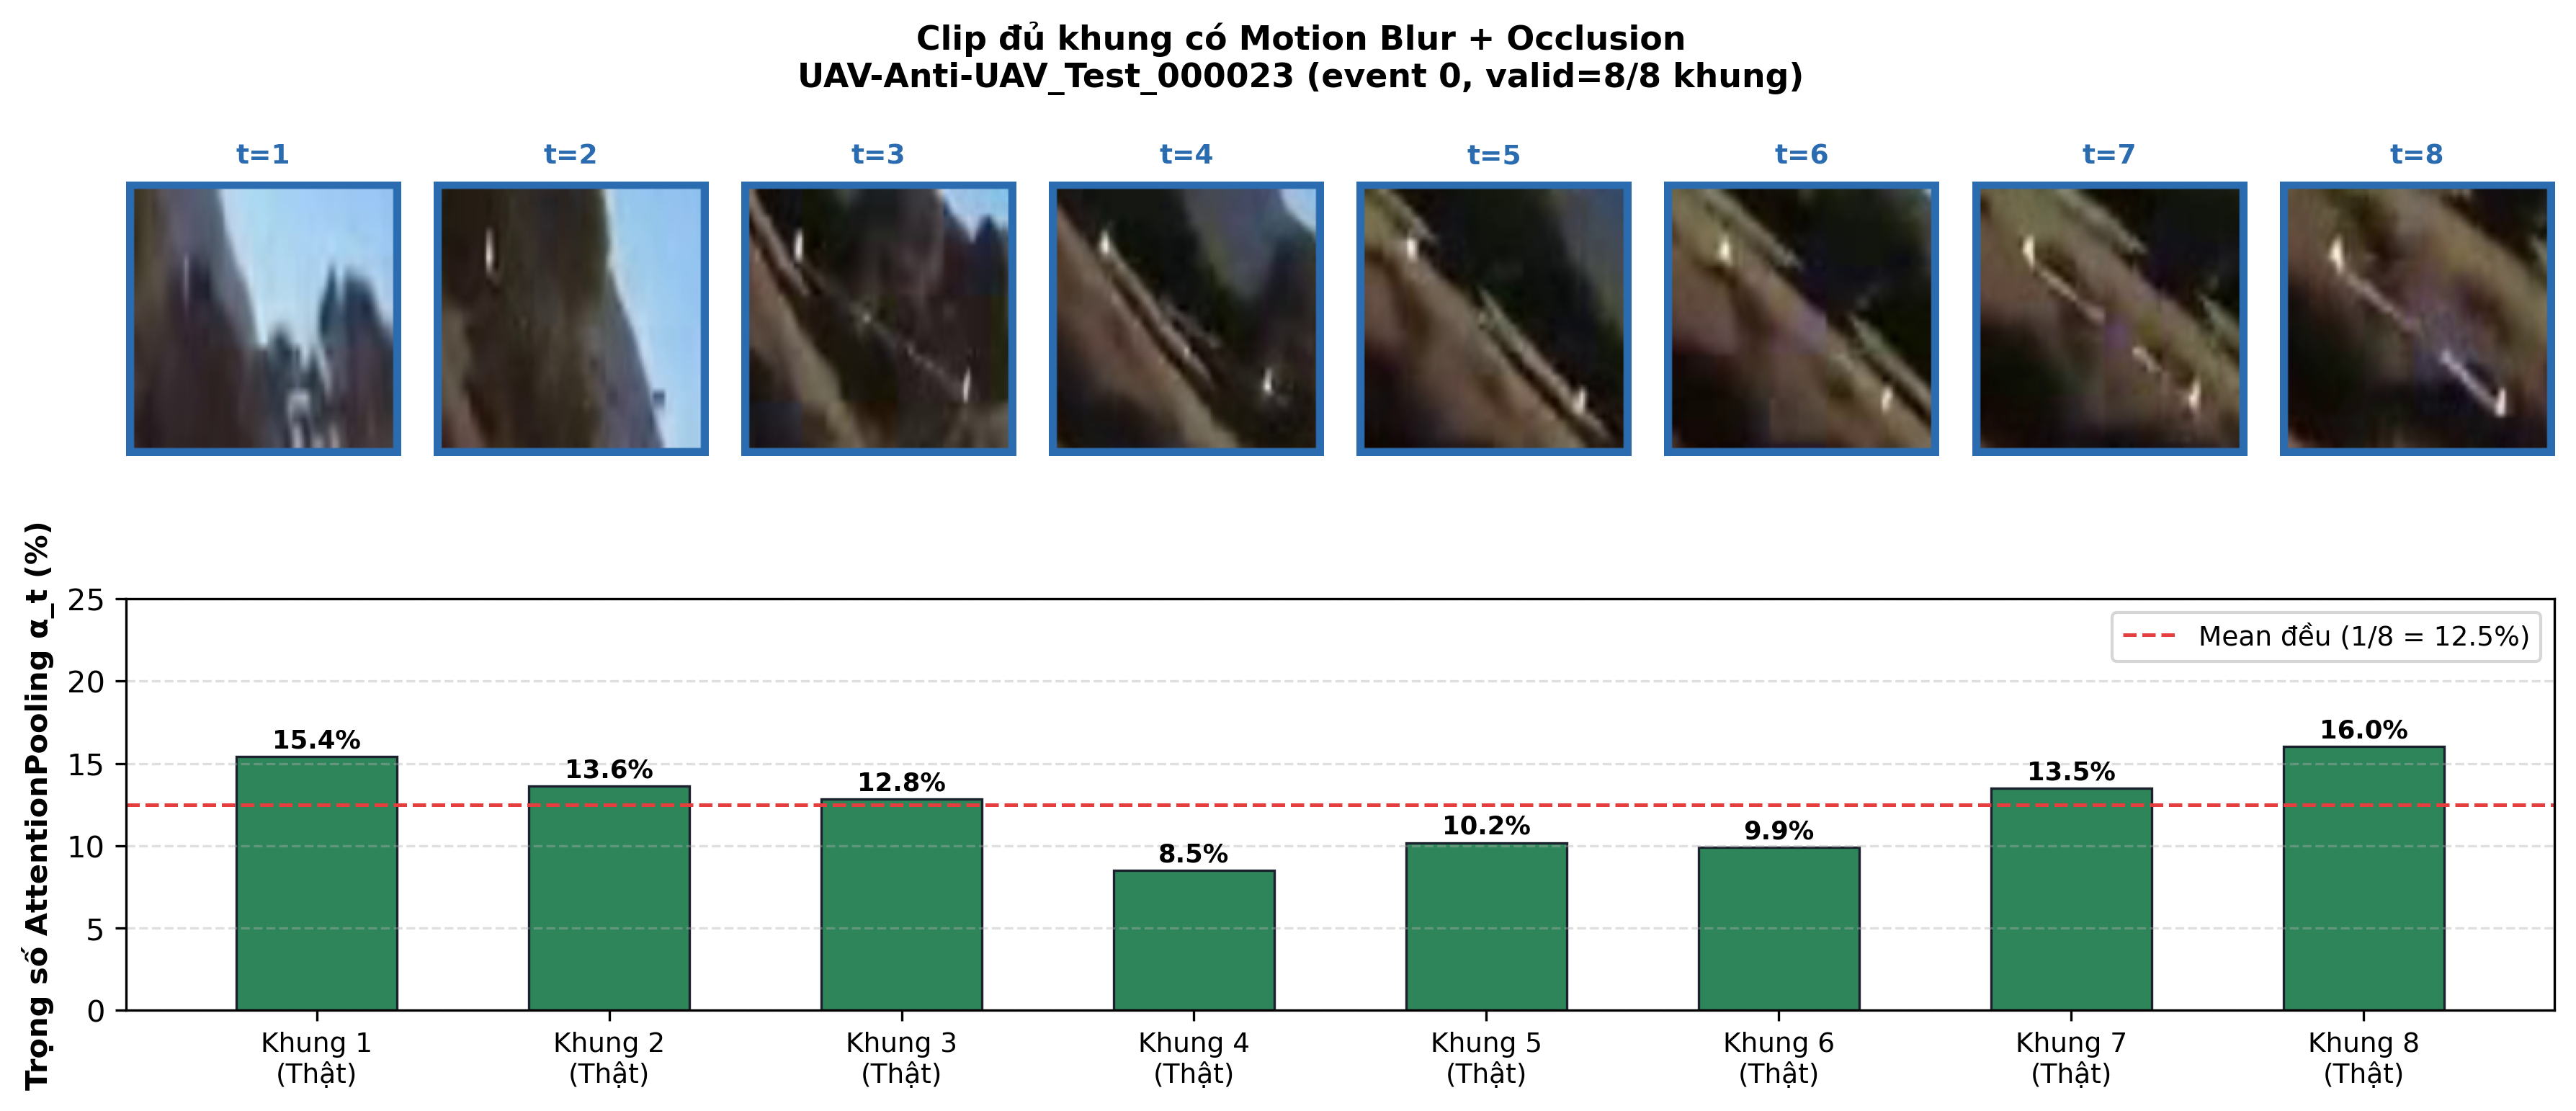 Clip đủ khung có Motion Blur + Occlusion
UAV-Anti-UAV_Test_000023 (event 0, valid=8/8 khung)
t=1
t=2
t=3
t=4
t=5
t=6
t=7
t=8
Trọng số AttentionPooling α_t (%)
25
20
15
10
5
0
Mean đều (1/8 = 12.5%)
15.4%
13.6%
12.8%
8.5%
10.2%
9.9%
13.5%
16.0%
Khung 1
(Thật)
Khung 2
(Thật)
Khung 3
(Thật)
Khung 4
(Thật)
Khung 5
(Thật)
Khung 6
(Thật)
Khung 7
(Thật)
Khung 8
(Thật)